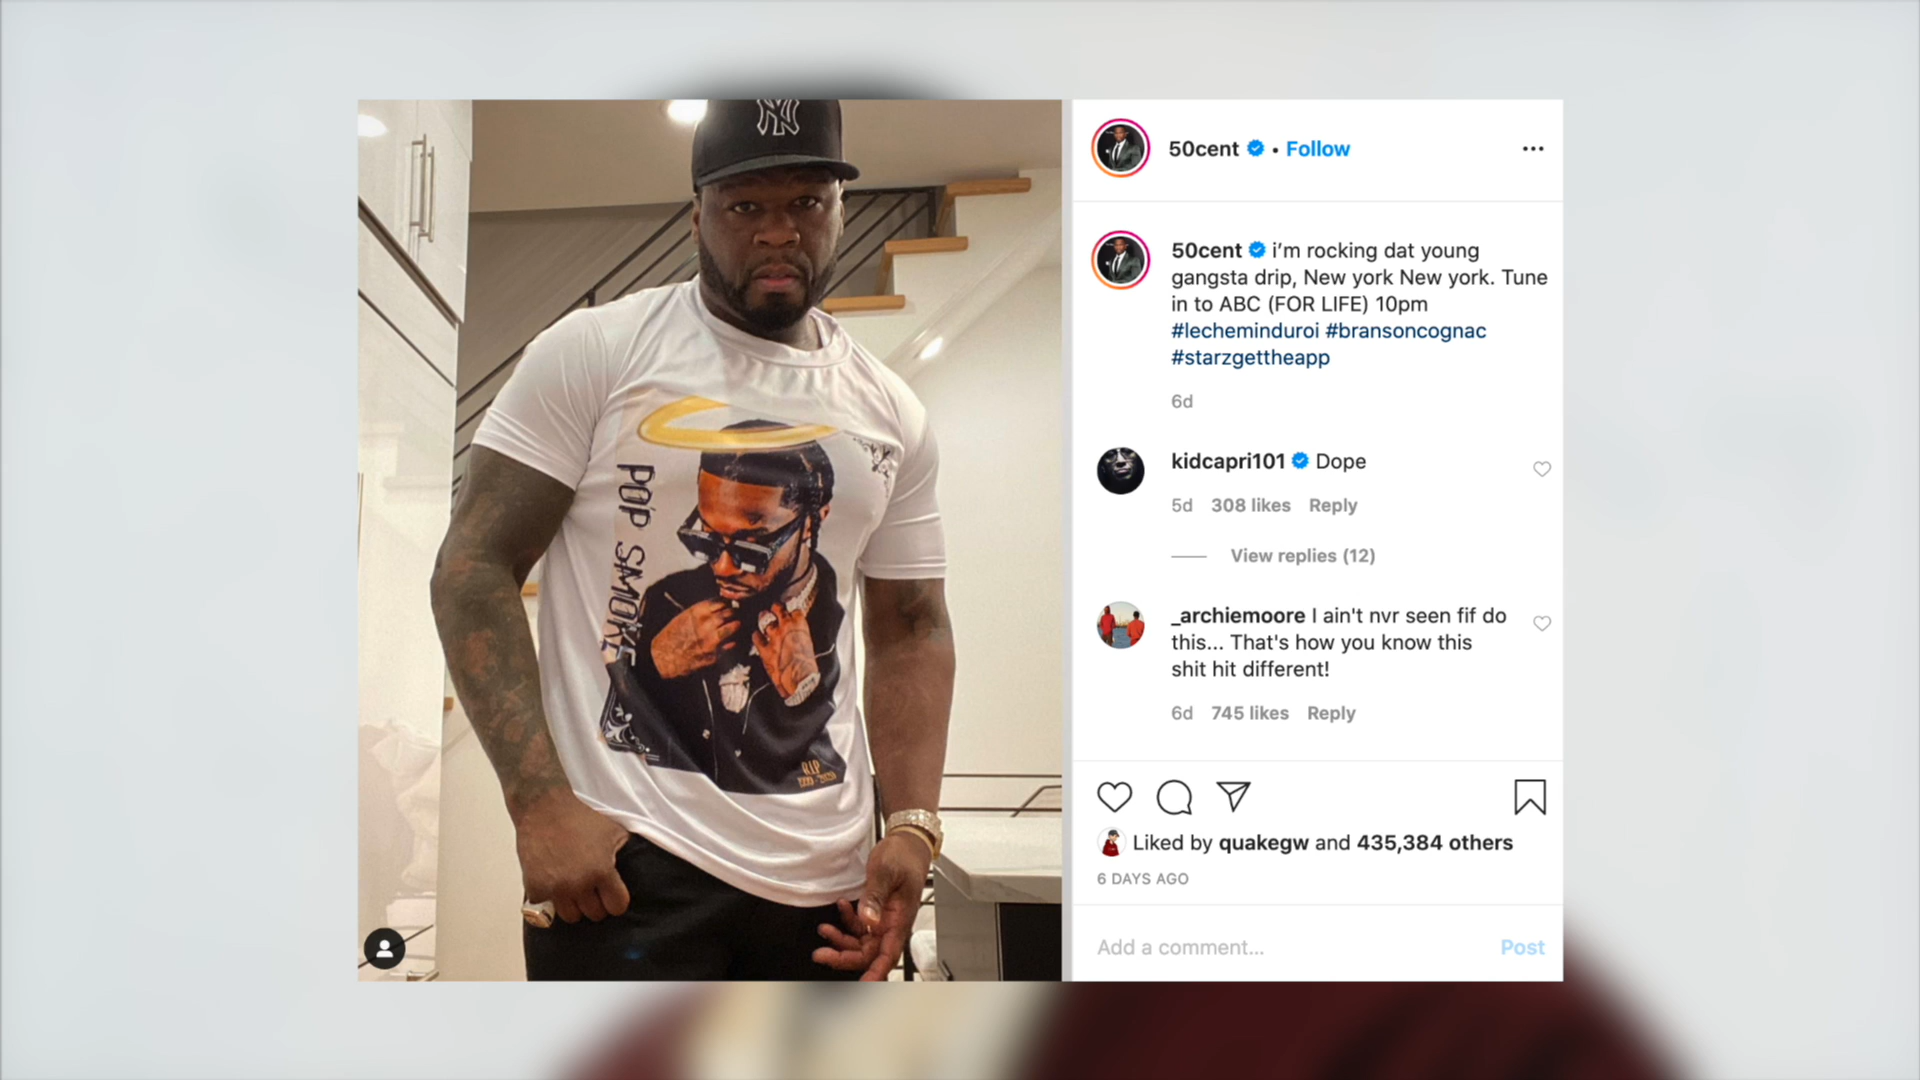 NY
POP SMOKE
RIP
1999 - 2020
50cent • Follow
50cent i’m rocking dat young
gangsta drip, New york New york. Tune
in to ABC (FOR LIFE) 10pm
#lecheminduroi #bransoncognac
#starzgettheapp
6d
kidcapri101 Dope
5d 308 likes Reply
View replies (12)
_archiemoore I ain't nvr seen fif do
this... That's how you know this
shit hit different!
6d 745 likes Reply
Liked by quakegw and 435,384 others
6 DAYS AGO
Add a comment... Post